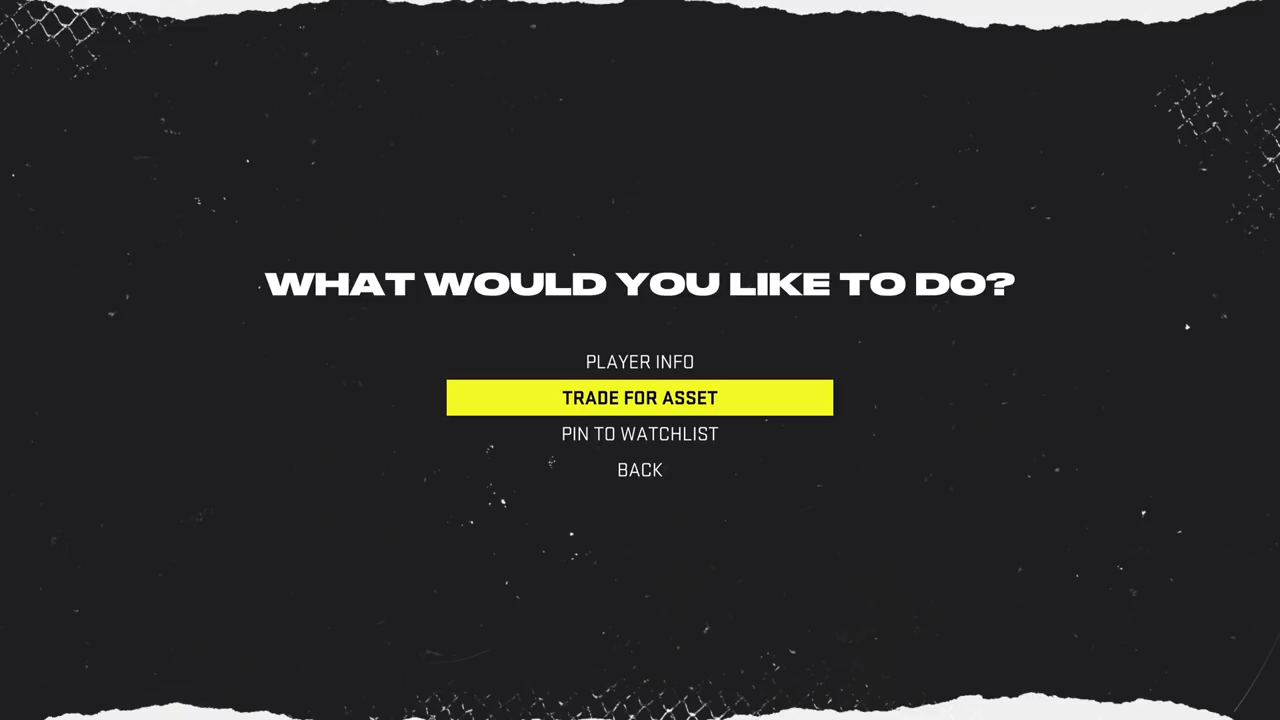 WHAT WOULD YOU LIKE TO DO?
PLAYER INFO
TRADE FOR ASSET
PIN TO WATCHLIST
BACK